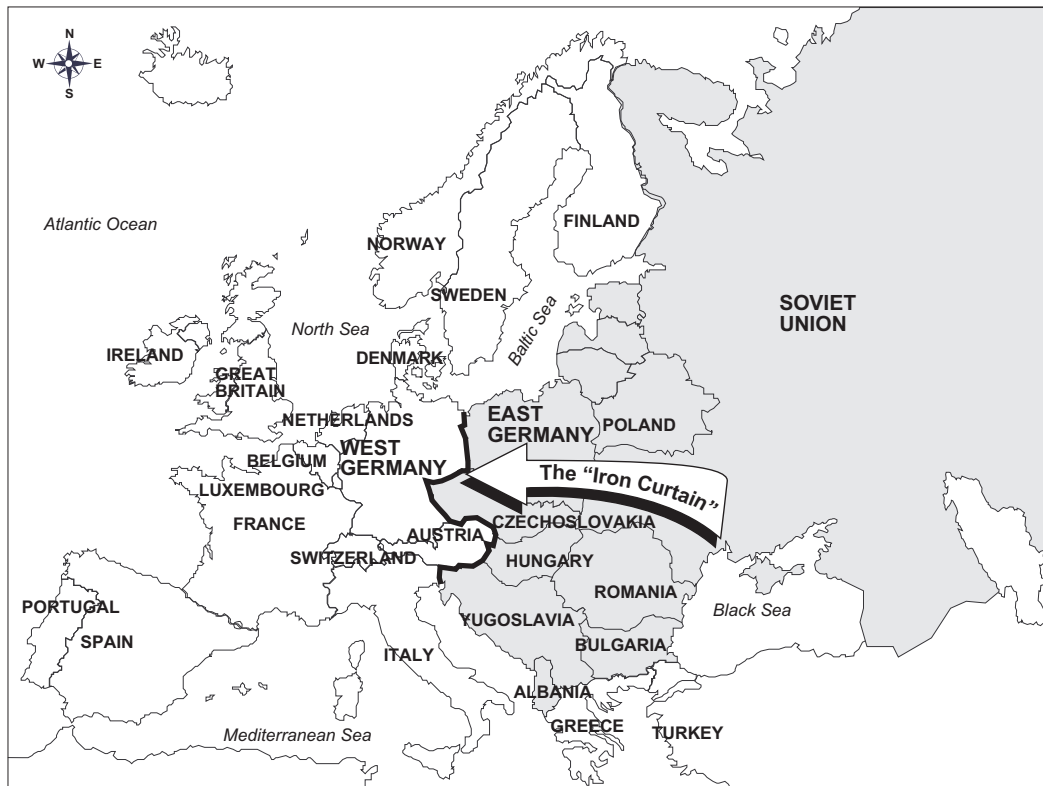 N
W E
S
Atlantic Ocean
FINLAND
NORWAY
SWEDEN
SOVIET
UNION
North Sea
Baltic Sea
IRELAND
DENMARK
GREAT
BRITAIN
NETHERLANDS
EAST
GERMANY
POLAND
WEST
GERMANY
BELGIUM
The “Iron Curtain”
LUXEMBOURG
FRANCE
CZECHOSLOVAKIA
AUSTRIA
SWITZERLAND
HUNGARY
ROMANIA
Black Sea
PORTUGAL
SPAIN
YUGOSLAVIA
BULGARIA
ITALY
ALBANIA
GREECE
TURKEY
Mediterranean Sea